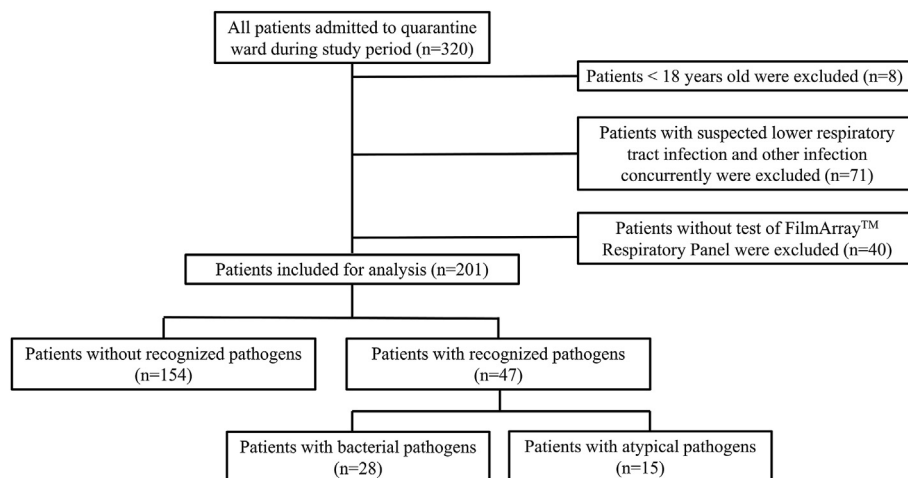 All patients admitted to quarantine
ward during study period (n=320)
Patients < 18 years old were excluded (n=8)
Patients with suspected lower respiratory
tract infection and other infection
concurrently were excluded (n=71)
Patients without test of FilmArray™
Respiratory Panel were excluded (n=40)
Patients included for analysis (n=201)
Patients without recognized pathogens
(n=154)
Patients with recognized pathogens
(n=47)
Patients with bacterial pathogens
(n=28)
Patients with atypical pathogens
(n=15)